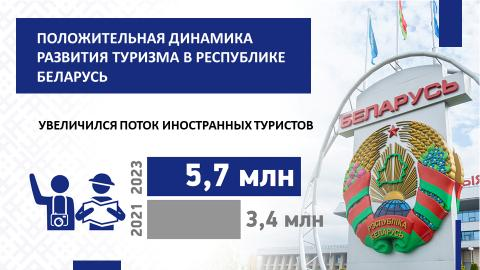 ПОЛОЖИТЕЛЬНАЯ ДИНАМИКА
РАЗВИТИЯ ТУРИЗМА В РЕСПУБЛИКЕ
БЕЛАРУСЬ
УВЕЛИЧИЛСЯ ПОТОК ИНОСТРАННЫХ ТУРИСТОВ
2023
5,7 млн
2021
3,4 млн
БЕЛАРУСЬ
РЭСПУБЛІКА
БЕЛАРУСЬ